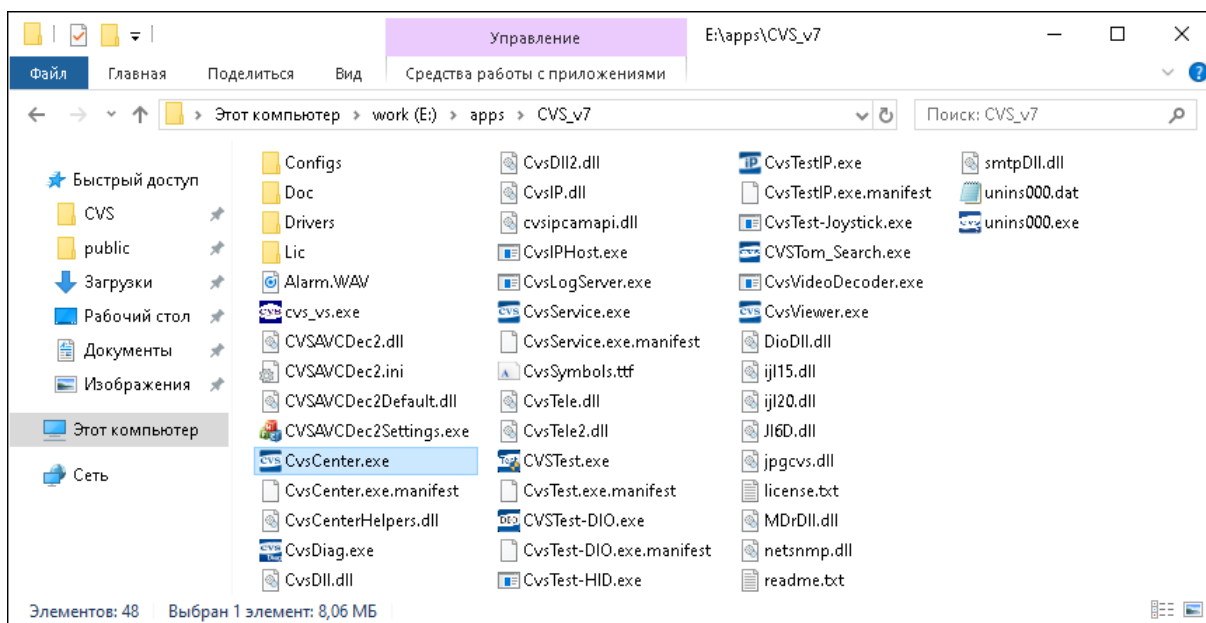 Управление
E:\apps\CVS_v7
Файл
Главная
Поделиться
Вид
Средства работы с приложениями
Этот компьютер > work (E:) > apps > CVS_v7
Поиск: CVS_v7
Быстрый доступ
CVS
public
Загрузки
Рабочий стол
Документы
Изображения
Этот компьютер
Сеть
Configs
Doc
Drivers
Lic
Alarm.WAV
cvs_vs.exe
CVSAVCDec2.dll
CVSAVCDec2.ini
CVSAVCDec2Default.dll
CVSAVCDec2Settings.exe
CvsCenter.exe
CvsCenter.exe.manifest
CvsCenterHelpers.dll
CvsDiag.exe
CvsDll.dll
CvsDll2.dll
CvsIP.dll
cvsipcamapi.dll
CvsIPHost.exe
CvsLogServer.exe
CvsService.exe
CvsService.exe.manifest
CvsSymbols.ttf
CvsTele.dll
CvsTele2.dll
CVSTest.exe
CvsTest.exe.manifest
CVSTest-DIO.exe
CvsTest-DIO.exe.manifest
CvsTest-HID.exe
CvsTestIP.exe
CvsTestIP.exe.manifest
CvsTest-Joystick.exe
CVSTom_Search.exe
CvsVideoDecoder.exe
CvsViewer.exe
DioDll.dll
ijl15.dll
ijl20.dll
JI6D.dll
jpgcvs.dll
license.txt
MDrDll.dll
netsnmp.dll
readme.txt
smtpDll.dll
unins000.dat
unins000.exe
Элементов: 48
Выбран 1 элемент: 8,06 МБ